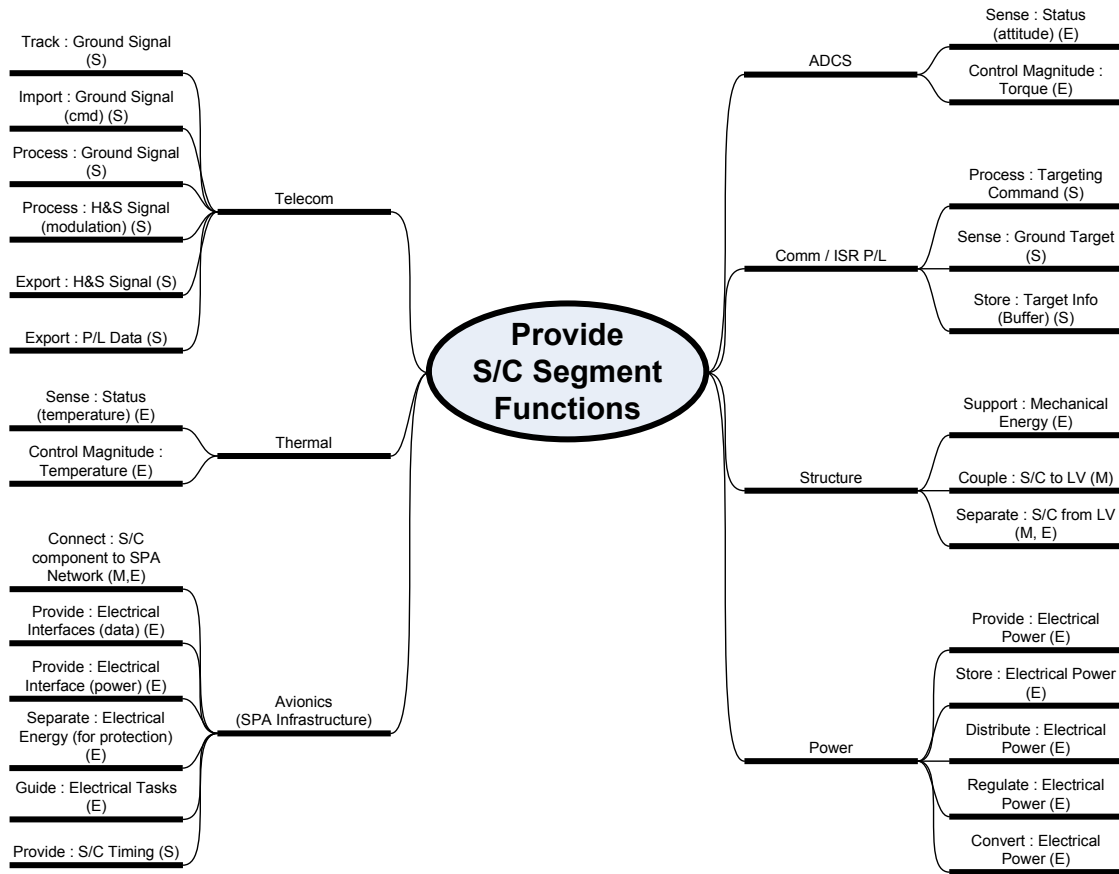 Provide
S/C Segment
Functions
Telecom
Track : Ground Signal
(S)
Import : Ground Signal
(cmd) (S)
Process : Ground Signal
(S)
Process : H&S Signal
(modulation) (S)
Export : H&S Signal (S)
Export : P/L Data (S)
Thermal
Sense : Status
(temperature) (E)
Control Magnitude :
Temperature (E)
Avionics
(SPA Infrastructure)
Connect : S/C
component to SPA
Network (M,E)
Provide : Electrical
Interfaces (data) (E)
Provide : Electrical
Interface (power) (E)
Separate : Electrical
Energy (for protection)
(E)
Guide : Electrical Tasks
(E)
Provide : S/C Timing (S)
ADCS
Sense : Status
(attitude) (E)
Control Magnitude :
Torque (E)
Comm / ISR P/L
Process : Targeting
Command (S)
Sense : Ground Target
(S)
Store : Target Info
(Buffer) (S)
Structure
Support : Mechanical
Energy (E)
Couple : S/C to LV (M)
Separate : S/C from LV
(M, E)
Power
Provide : Electrical
Power (E)
Store : Electrical Power
(E)
Distribute : Electrical
Power (E)
Regulate : Electrical
Power (E)
Convert : Electrical
Power (E)